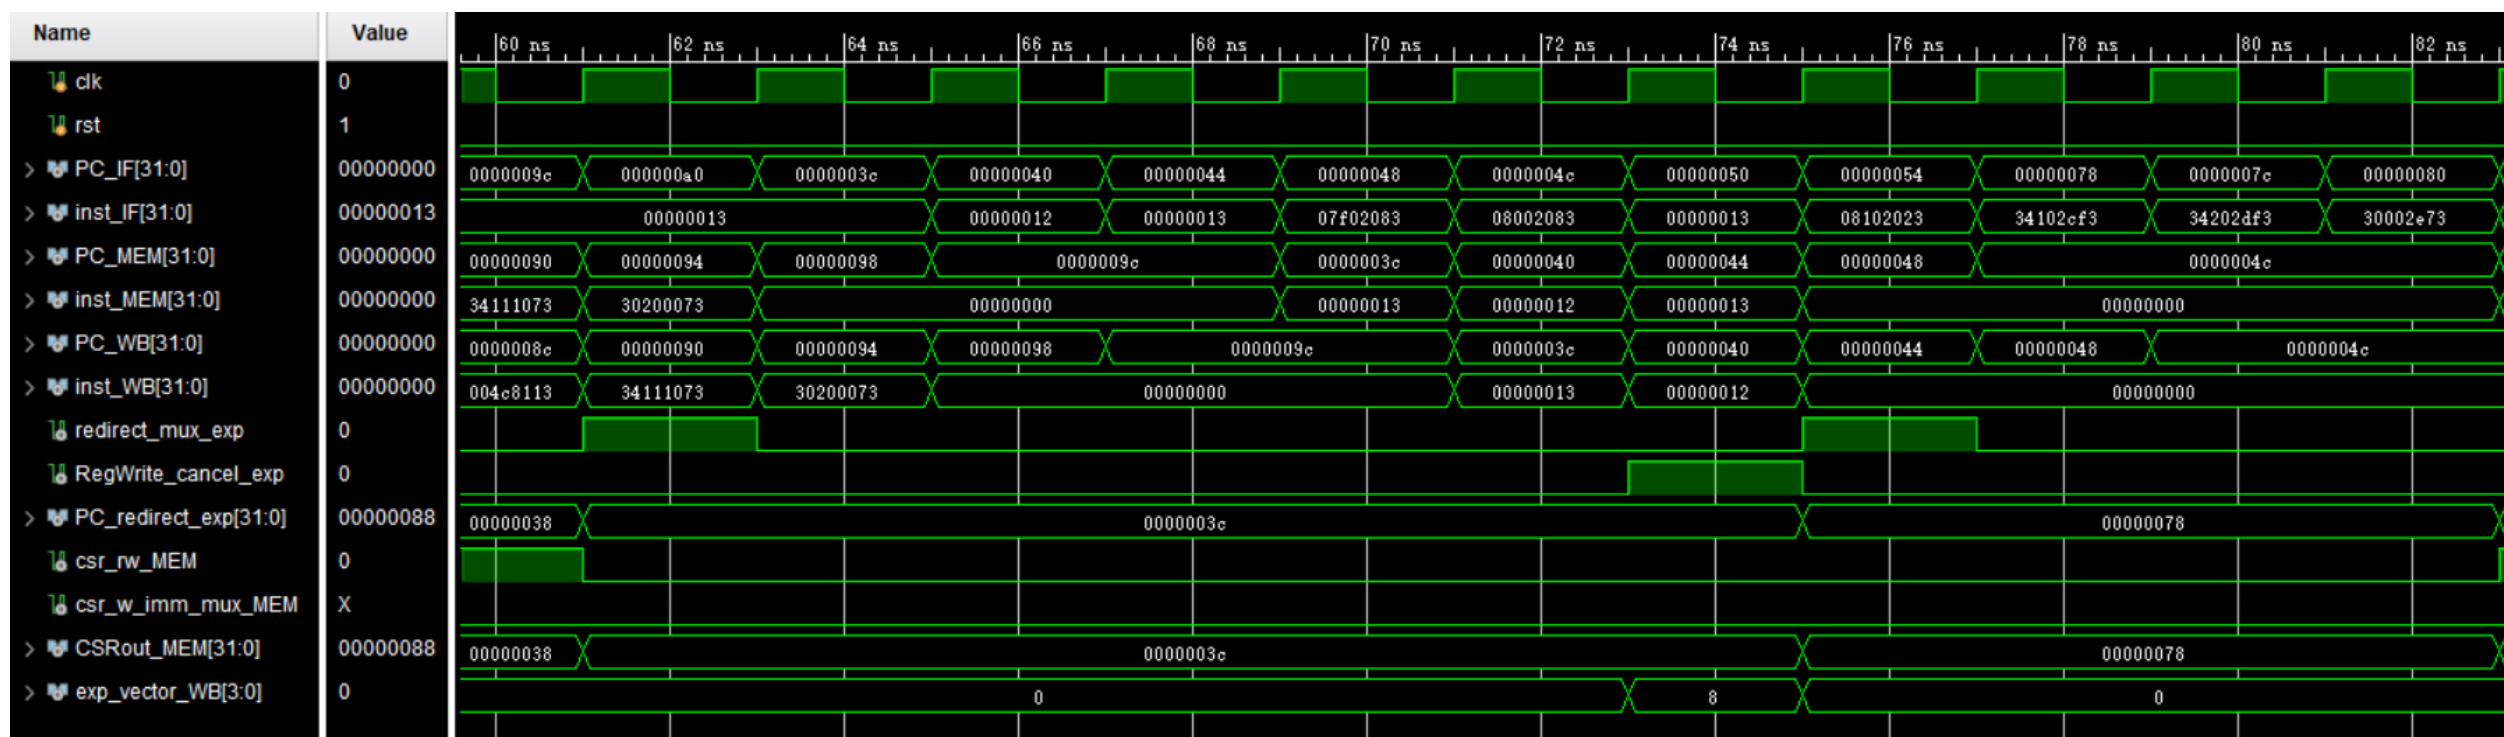 Name Value 60 ns 62 ns 64 ns 66 ns 68 ns 70 ns 72 ns 74 ns 76 ns 78 ns 80 ns 82 ns
clk 0
rst 1
PC_IF[31:0] 00000000 0000009c 000000a0 0000003c 00000040 00000044 00000048 0000004c 00000050 00000054 00000078 0000007c 00000080
inst_IF[31:0] 00000013 00000013 00000012 00000013 07f02083 08002083 00000013 08102023 34102cf3 34202df3 30002e73
PC_MEM[31:0] 00000000 00000090 00000094 00000098 0000009c 0000003c 00000040 00000044 00000048 0000004c
inst_MEM[31:0] 00000000 34111073 30200073 00000000 00000013 00000012 00000013 00000000
PC_WB[31:0] 00000000 0000008c 00000090 00000094 00000098 0000009c 0000003c 00000040 00000044 00000048 0000004c
inst_WB[31:0] 00000000 004c8113 34111073 30200073 00000000 00000013 00000012 00000000
redirect_mux_exp 0
RegWrite_cancel_exp 0
PC_redirect_exp[31:0] 00000088 00000038 0000003c 00000078
csr_rw_MEM 0
csr_w_imm_mux_MEM X
CSRout_MEM[31:0] 00000088 00000038 0000003c 00000078
exp_vector_WB[3:0] 0 0 8 0